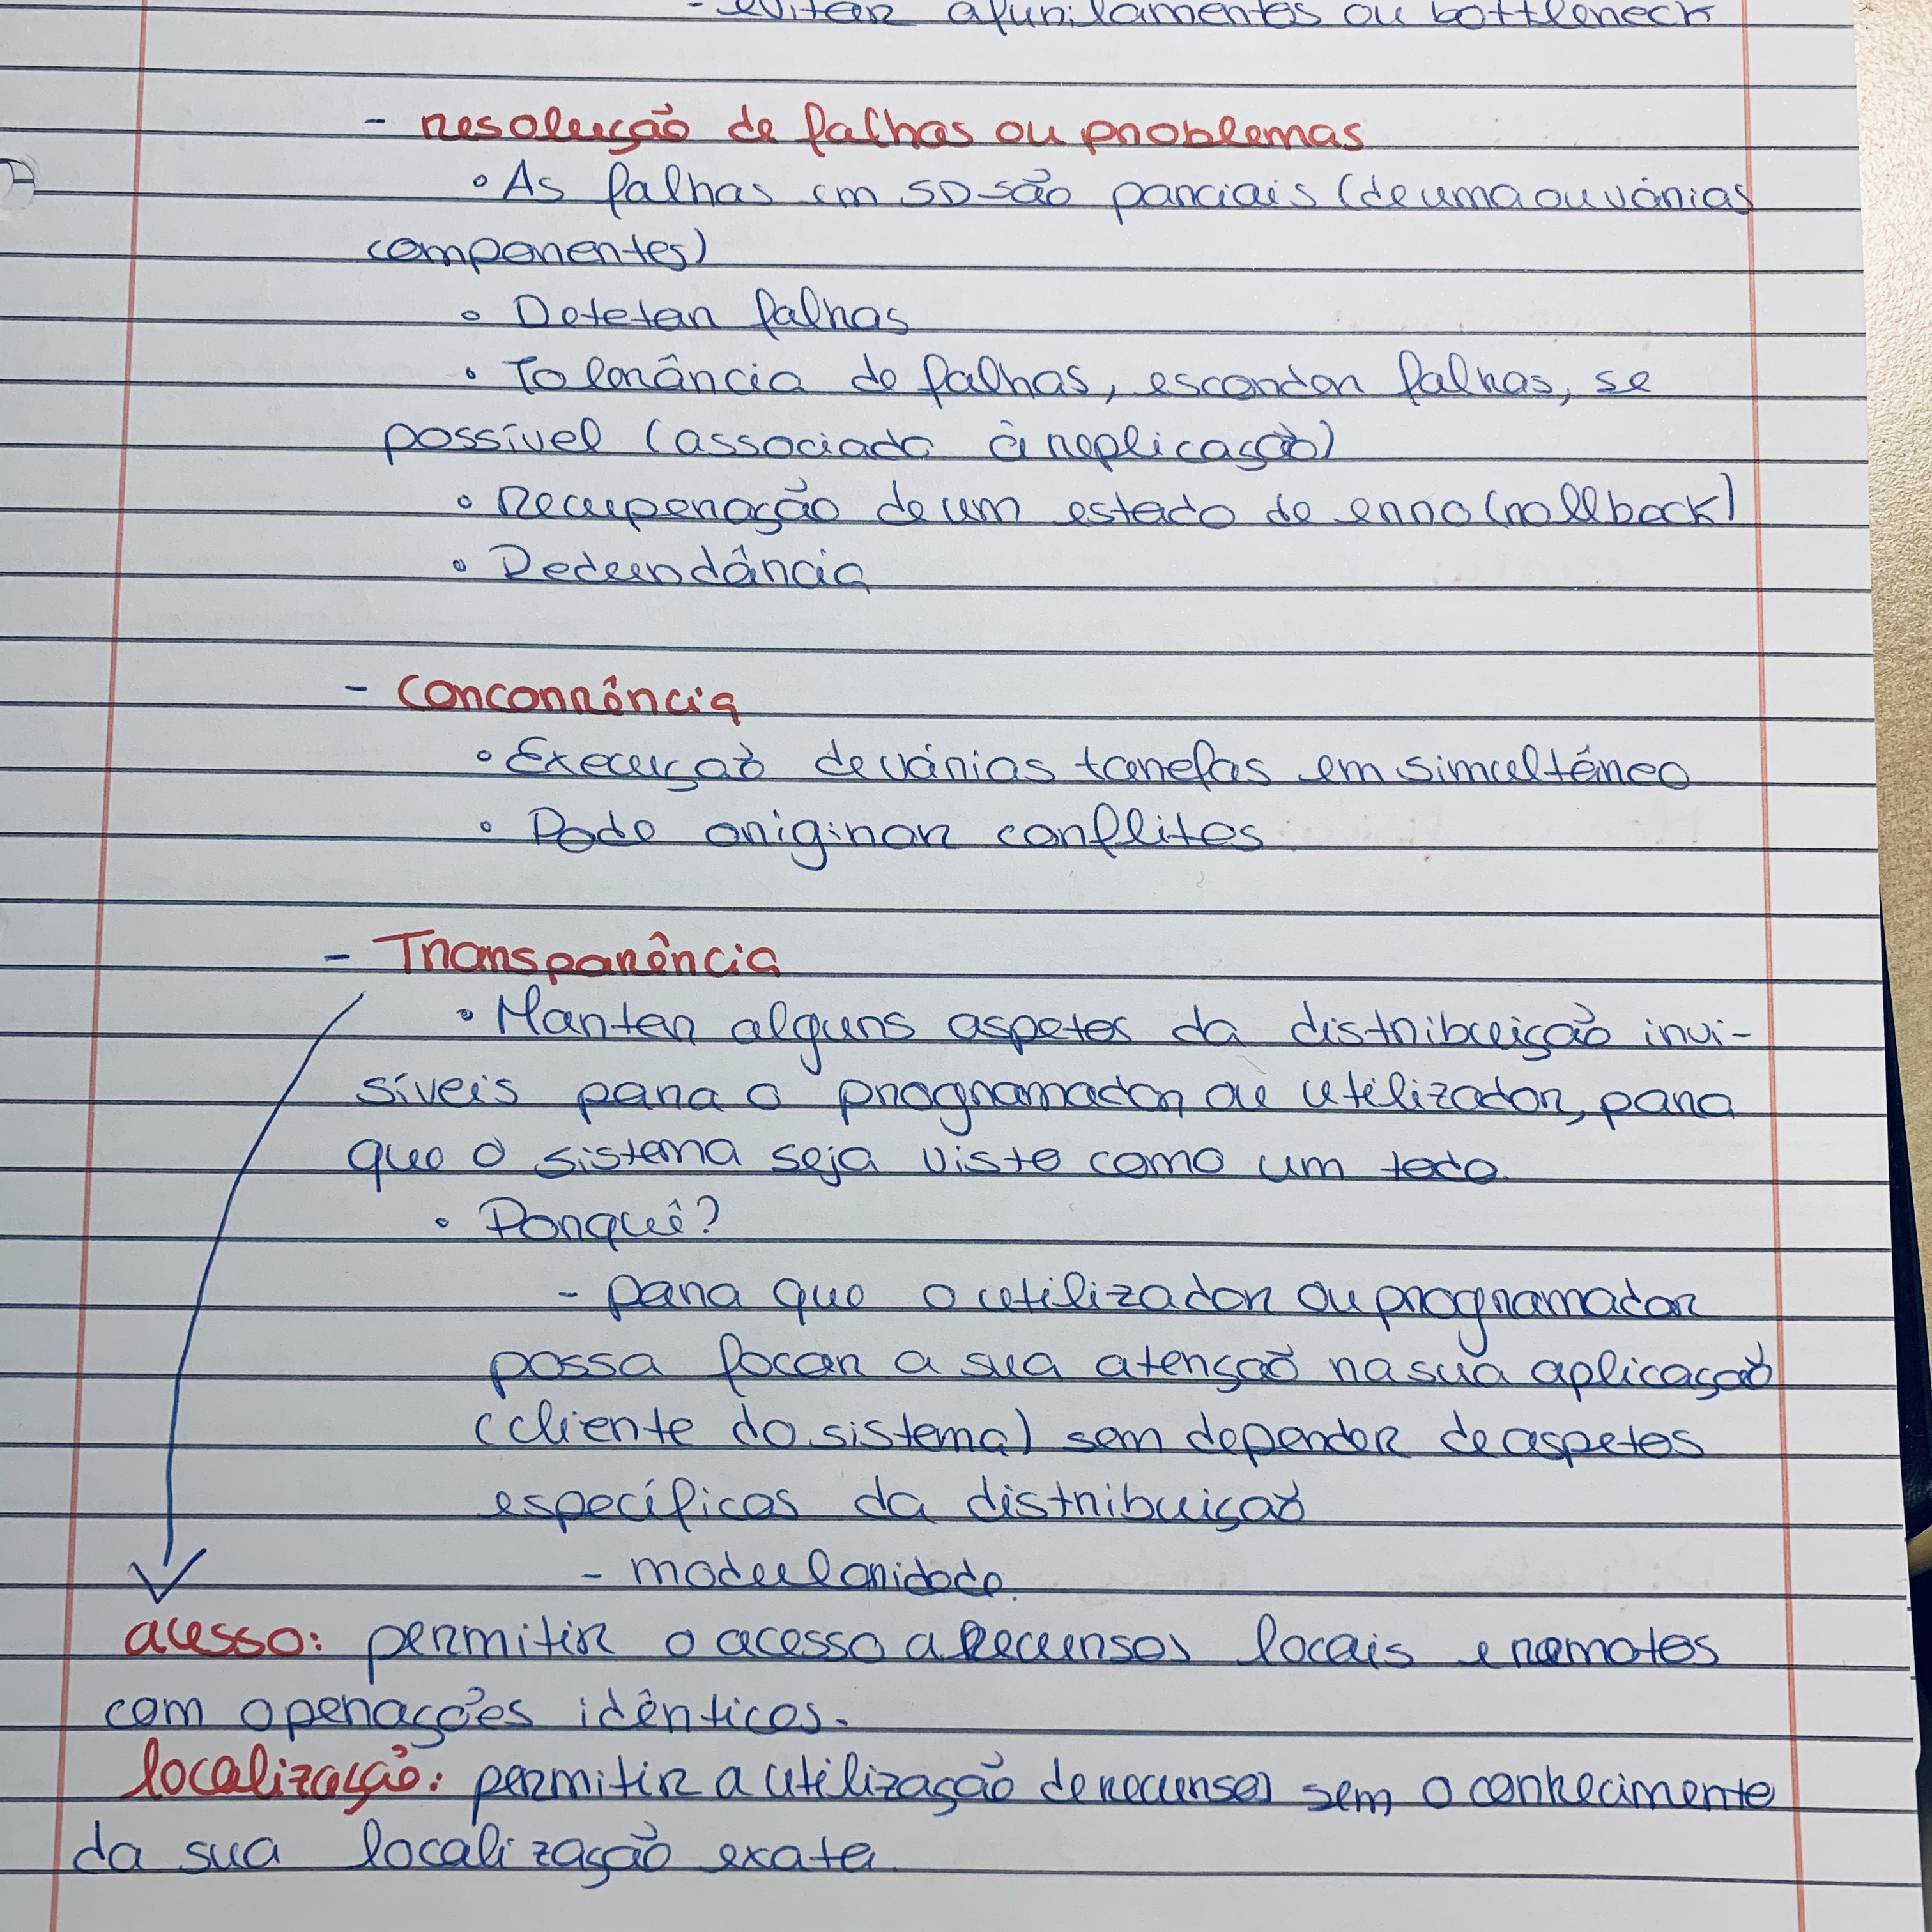 - evitar afunilamentos ou bottleneck
- resolução de falhas ou problemas
• As falhas em SD são parciais (de uma ou várias
componentes)
• Detetar falhas
• Tolerância de falhas, esconder falhas, se
possível (associado à replicação)
• Recuperação de um estado de erro (rollback)
• Redundância
- Concorrência
• Execução de várias tarefas em simultâneo
• Pode originar conflitos
- Transparência
• Manter alguns aspetos da distribuição invi-
síveis para o programador ou utilizador, para
que o sistema seja visto como um todo.
• Porquê?
- para que o utilizador ou programador
possa focar a sua atenção na sua aplicação
(cliente do sistema) sem depender de aspetos
específicos da distribuição
- modularidade.
acesso: permitir o acesso a recursos locais e remotos
com operações idênticas.
localização: permitir a utilização de recursos sem o conhecimento
da sua localização exata.